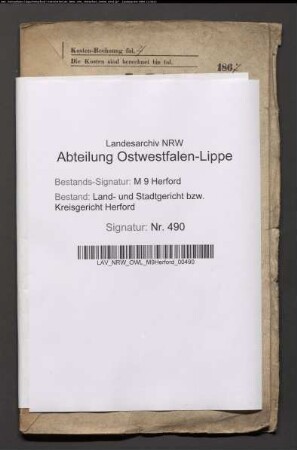 Kosten-Rechnung fol.
Die Kosten sind berechnet bis fol.
186
Landesarchiv NRW
Abteilung Ostwestfalen-Lippe
Bestands-Signatur: M 9 Herford
Bestand: Land- und Stadtgericht bzw.
Kreisgericht Herford
Signatur: Nr. 490
LAV_NRW_OWL_M9Herford_00490